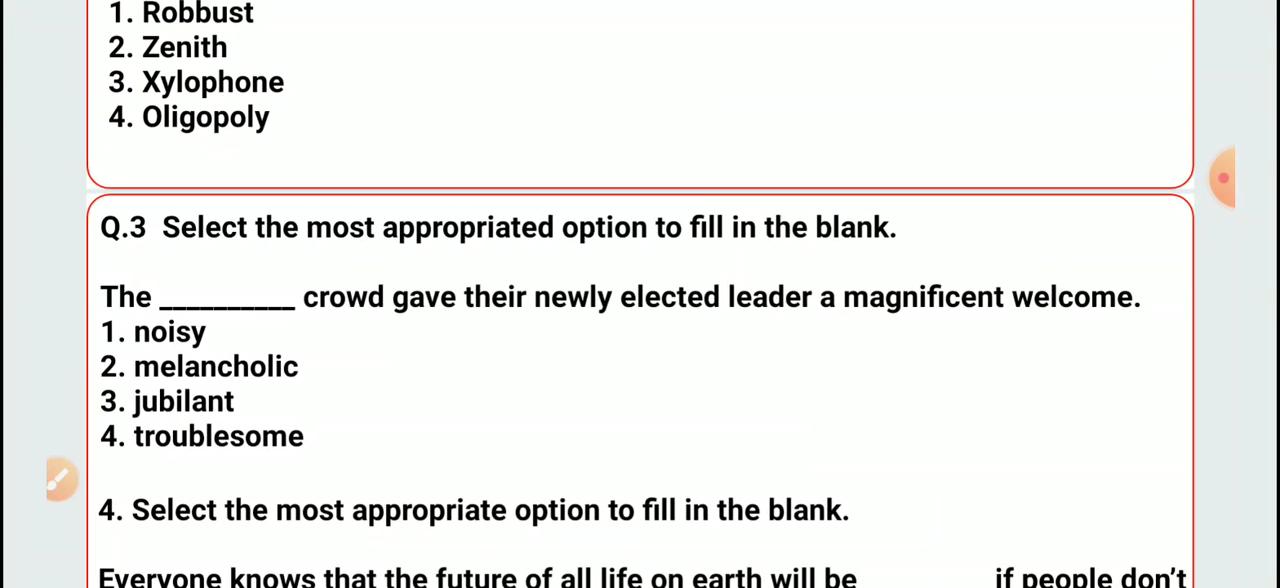 1. Robbust
2. Zenith
3. Xylophone
4. Oligopoly
Q.3 Select the most appropriated option to fill in the blank.
The __________ crowd gave their newly elected leader a magnificent welcome.
1. noisy
2. melancholic
3. jubilant
4. troublesome
4. Select the most appropriate option to fill in the blank.
Everyone knows that the future of all life on earth will be __________ if people don't